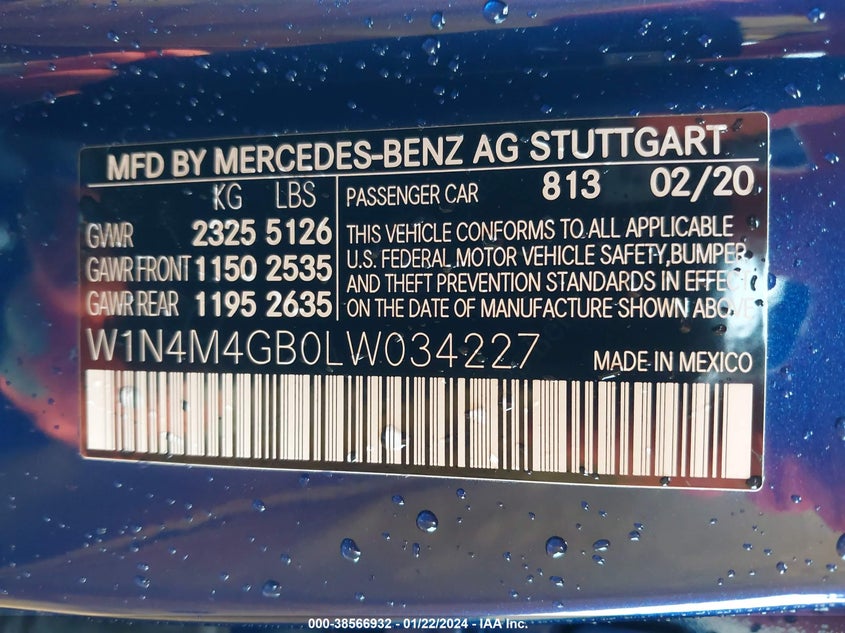 MFD BY MERCEDES-BENZ AG STUTTGART
KG LBS
GVWR 2325 5126
GAWR FRONT 1150 2535
GAWR REAR 1195 2635
PASSENGER CAR 813 02/20
THIS VEHICLE CONFORMS TO ALL APPLICABLE
U.S. FEDERAL MOTOR VEHICLE SAFETY, BUMPER
AND THEFT PREVENTION STANDARDS IN EFFECT
ON THE DATE OF MANUFACTURE SHOWN ABOVE
W1N4M4GB0LW034227
MADE IN MEXICO
000-38566932 - 01/22/2024 - IAA Inc.